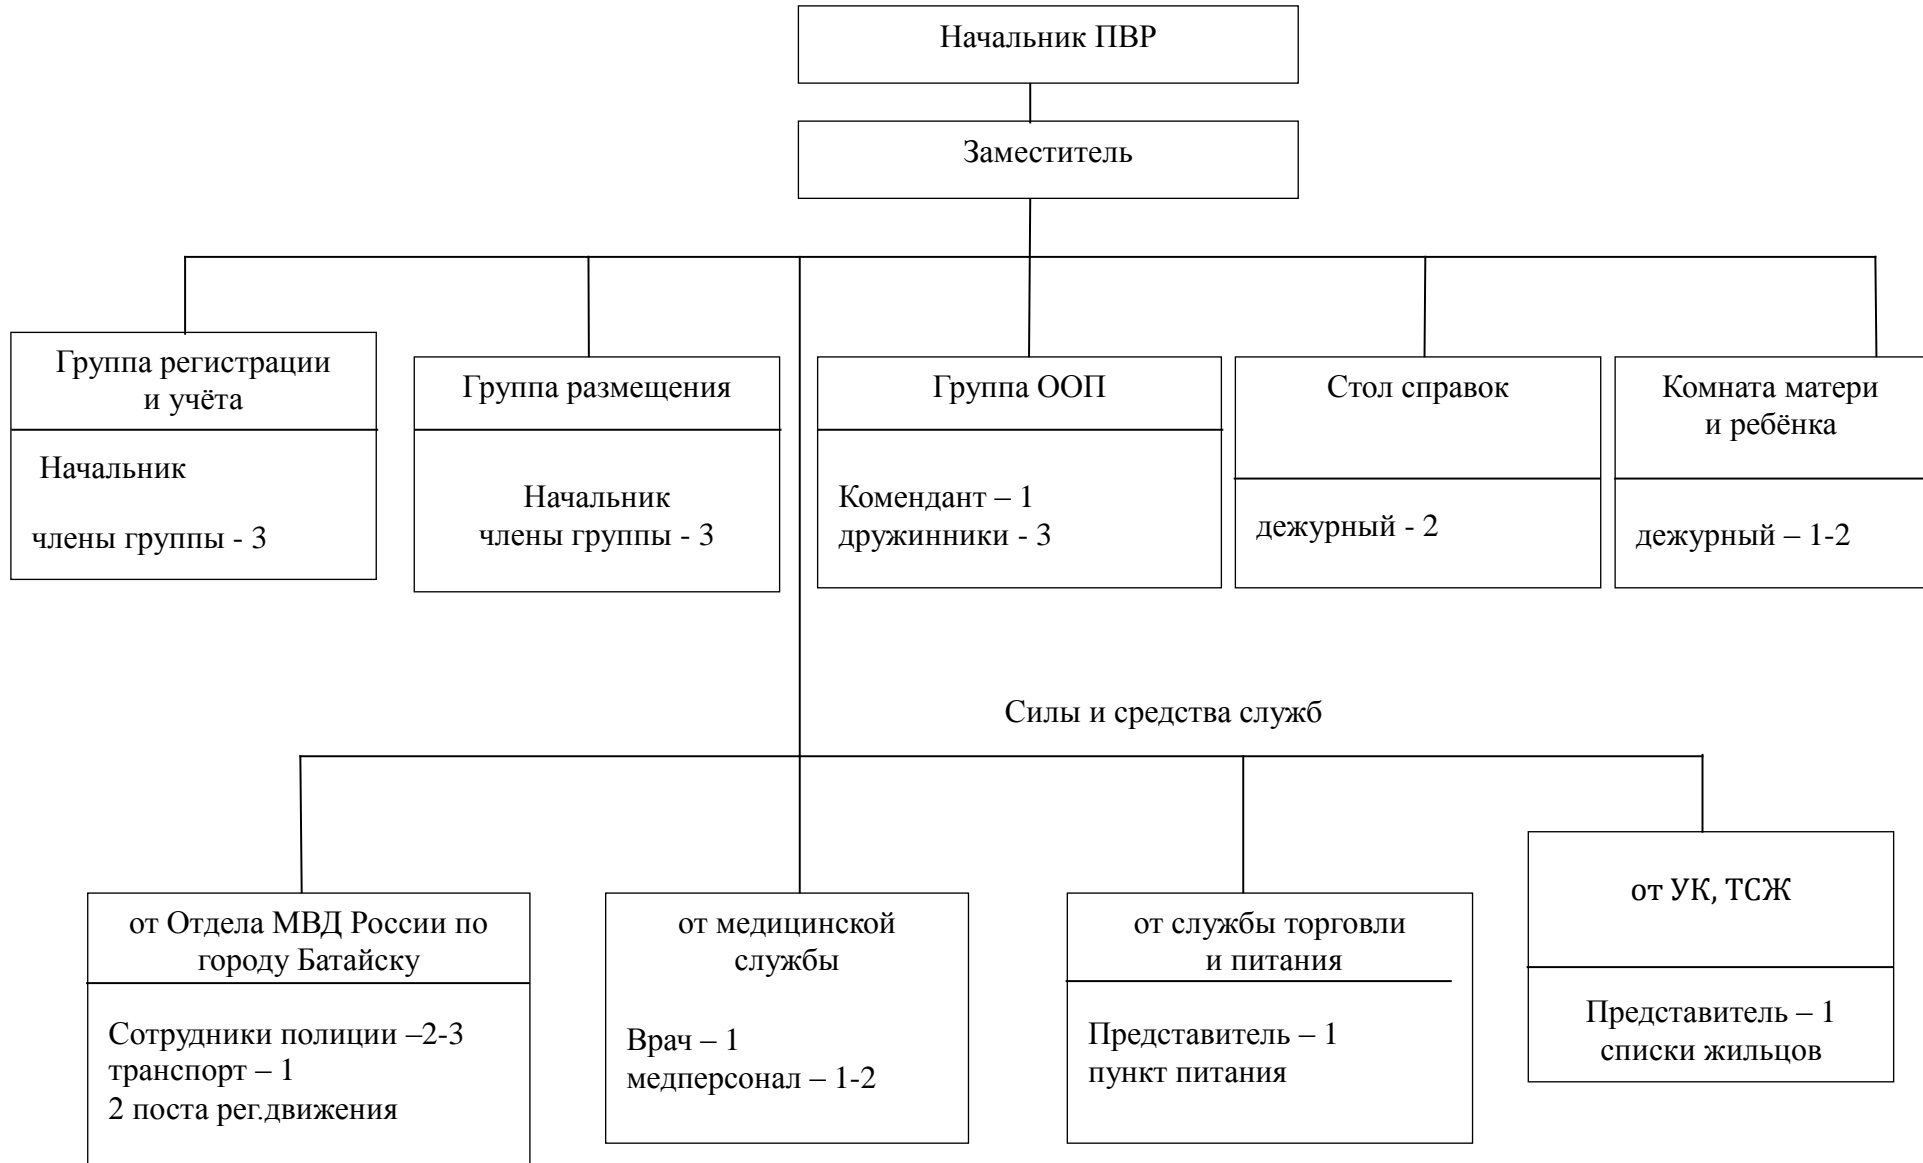 Начальник ПВР
Заместитель
Группа регистрации
и учёта
Начальник
члены группы - 3
Группа размещения
Начальник
члены группы - 3
Группа ООП
Комендант – 1
дружинники - 3
Стол справок
дежурный - 2
Комната матери
и ребёнка
дежурный – 1-2
Силы и средства служб
от Отдела МВД России по
городу Батайску
Сотрудники полиции –2-3
транспорт – 1
2 поста рег.движения
от медицинской
службы
Врач – 1
медперсонал – 1-2
от службы торговли
и питания
Представитель – 1
пункт питания
от УК, ТСЖ
Представитель – 1
списки жильцов